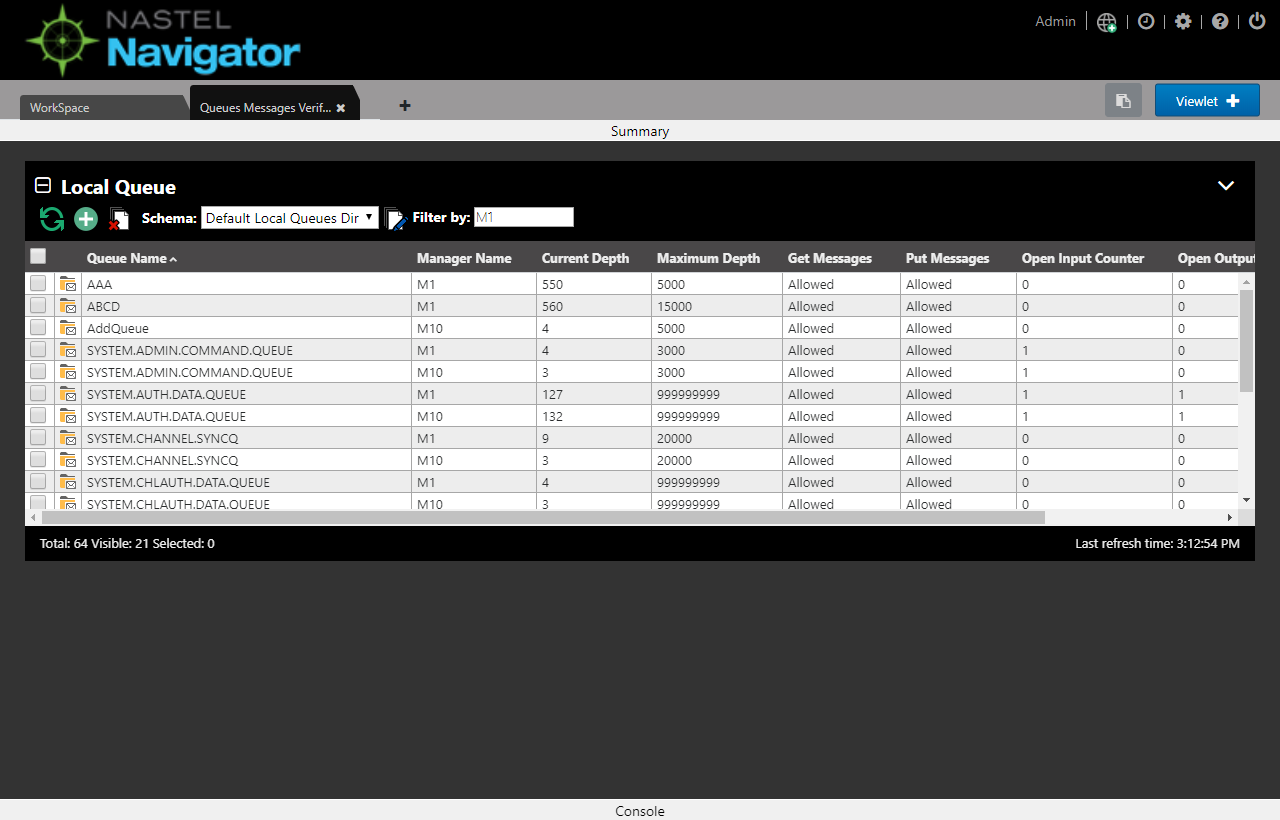 NASTEL
Navigator
Admin
WorkSpace
Queues Messages Verif...
Viewlet
Summary
Local Queue
Schema: Default Local Queues Dir Filter by: M1
Queue Name Manager Name Current Depth Maximum Depth Get Messages Put Messages Open Input Counter Open Output
AAA M1 550 5000 Allowed Allowed 0 0
ABCD M1 560 15000 Allowed Allowed 0 0
AddQueue M10 4 5000 Allowed Allowed 0 0
SYSTEM.ADMIN.COMMAND.QUEUE M1 4 3000 Allowed Allowed 1 0
SYSTEM.ADMIN.COMMAND.QUEUE M10 3 3000 Allowed Allowed 1 0
SYSTEM.AUTH.DATA.QUEUE M1 127 999999999 Allowed Allowed 1 1
SYSTEM.AUTH.DATA.QUEUE M10 132 999999999 Allowed Allowed 1 1
SYSTEM.CHANNEL.SYNCQ M1 9 20000 Allowed Allowed 0 0
SYSTEM.CHANNEL.SYNCQ M10 3 20000 Allowed Allowed 0 0
SYSTEM.CHLAUTH.DATA.QUEUE M1 4 999999999 Allowed Allowed 0 0
SYSTEM.CHLAUTH.DATA.QUEUE M10 3 999999999 Allowed Allowed 0 0
Total: 64 Visible: 21 Selected: 0
Last refresh time: 3:12:54 PM
Console